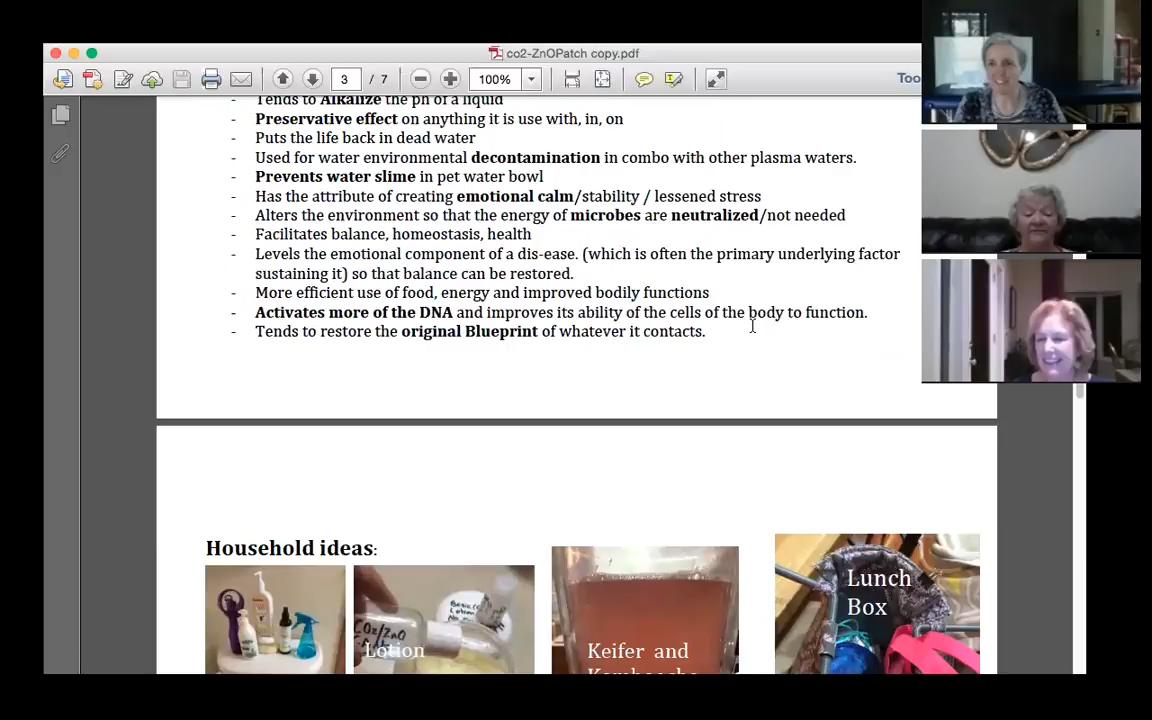 co2-ZnOPatch copy.pdf
3 / 7
100%
Too
Tends to Alkalize the ph of a liquid
- Preservative effect on anything it is use with, in, on
- Puts the life back in dead water
- Used for water environmental decontamination in combo with other plasma waters.
- Prevents water slime in pet water bowl
- Has the attribute of creating emotional calm/stability / lessened stress
- Alters the environment so that the energy of microbes are neutralized/not needed
- Facilitates balance, homeostasis, health
- Levels the emotional component of a dis-ease. (which is often the primary underlying factor
sustaining it) so that balance can be restored.
- More efficient use of food, energy and improved bodily functions
- Activates more of the DNA and improves its ability of the cells of the body to function.
- Tends to restore the original Blueprint of whatever it contacts.
Household ideas:
Lotion
Keifer and
Lunch
Box